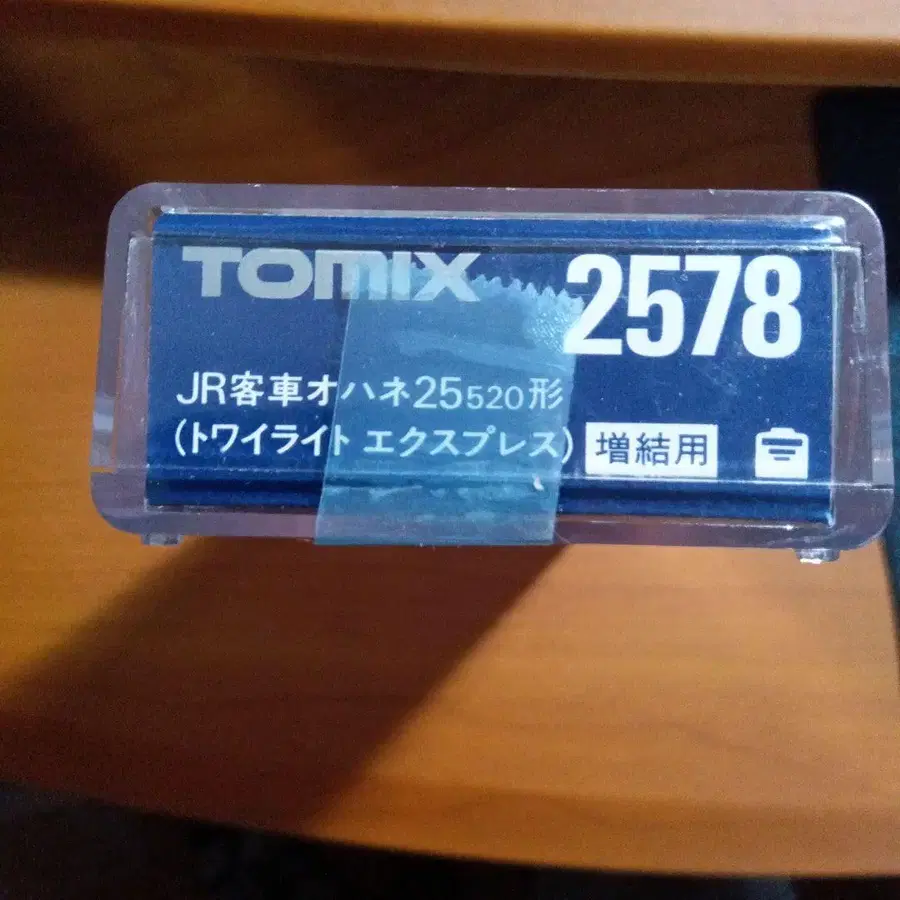 TOMIX 2578
JR客車オハネ25 520形
(トワイライト エクスプレス) 増結用